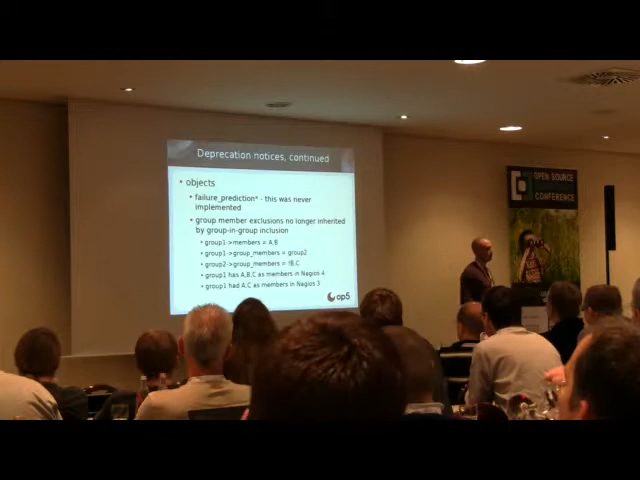 Deprecation notices, continued
• objects
• failure_prediction* - this was never
implemented
• group member exclusions no longer inherited
by group-in-group inclusion
• group1->members = A,B
• group1->group_members = group2
• group2->group_members = !B,C
• group1 has A,B,C as members in Nagios 4
• group1 had A,C as members in Nagios 3
op5
OPEN SOURCE
CONFERENCE